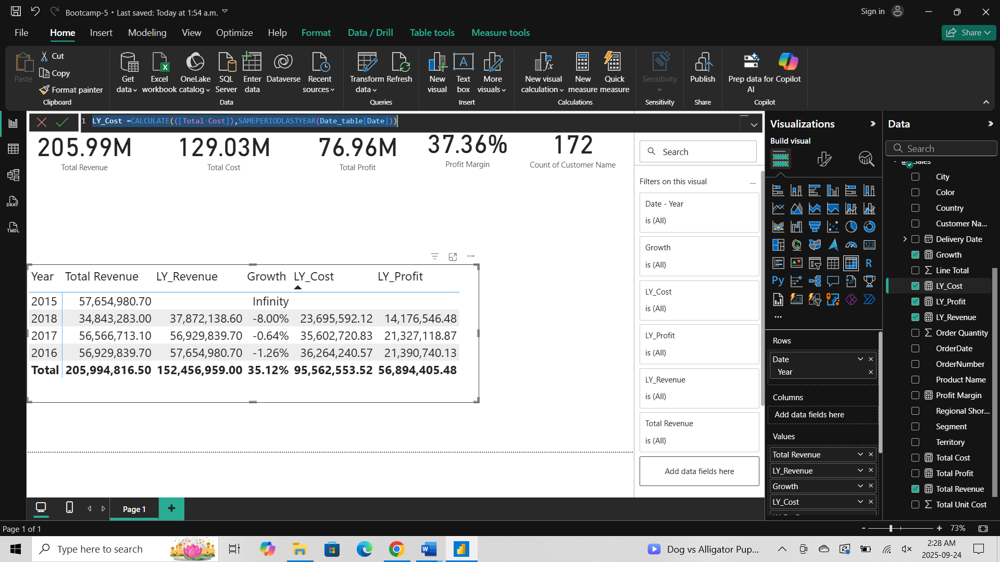 Bootcamp-5 • Last saved: Today at 1:54 a.m.
Sign in
File Home Insert Modeling View Optimize Help Format Data / Drill Table tools Measure tools
Share
Paste
Cut
Copy
Format painter
Clipboard
Get data
Excel workbook
OneLake catalog
SQL Server
Enter data
Dataverse
Recent sources
Data
Transform data
Refresh
Queries
New visual
Text box
More visuals
Insert
New visual calculation
New measure
Quick measure
Calculations
Sensitivity
Sensitivity
Publish
Share
Prep data for AI
Copilot
Copilot
1 LY_Cost =CALCULATE(([Total Cost]),SAMEPERIODLASTYEAR(Date_table[Date]))
205.99M
Total Revenue
129.03M
Total Cost
76.96M
Total Profit
37.36%
Profit Margin
172
Count of Customer Name
Year Total Revenue LY_Revenue Growth LY_Cost LY_Profit
2015 57,654,980.70 Infinity
2018 34,843,283.00 37,872,138.60 -8.00% 23,695,592.12 14,176,546.48
2017 56,566,713.10 56,929,839.70 -0.64% 35,602,720.83 21,327,118.87
2016 56,929,839.70 57,654,980.70 -1.26% 36,264,240.57 21,390,740.13
Total 205,994,816.50 152,456,959.00 35.12% 95,562,553.52 56,894,405.48
Search
Filters on this visual
Date - Year
is (All)
Growth
is (All)
LY_Cost
is (All)
LY_Profit
is (All)
LY_Revenue
is (All)
Total Revenue
is (All)
Add data fields here
Visualizations
Build visual
123
R
Py
Rows
Date
Year
Columns
Add data fields here
Values
Total Revenue
LY_Revenue
Growth
LY_Cost
Data
Search
Sales
City
Color
Country
Customer Na...
Delivery Date
Growth
Line Total
LY_Cost
LY_Profit
LY_Revenue
Order Quantity
OrderDate
OrderNumber
Product Name
Profit Margin
Regional Shor...
Segment
Territory
Total Cost
Total Profit
Total Revenue
Total Unit Cost
DAX
TMDL
Page 1
Page 1 of 1
73%
Type here to search
Dog vs Alligator Pup...
2:28 AM
2025-09-24